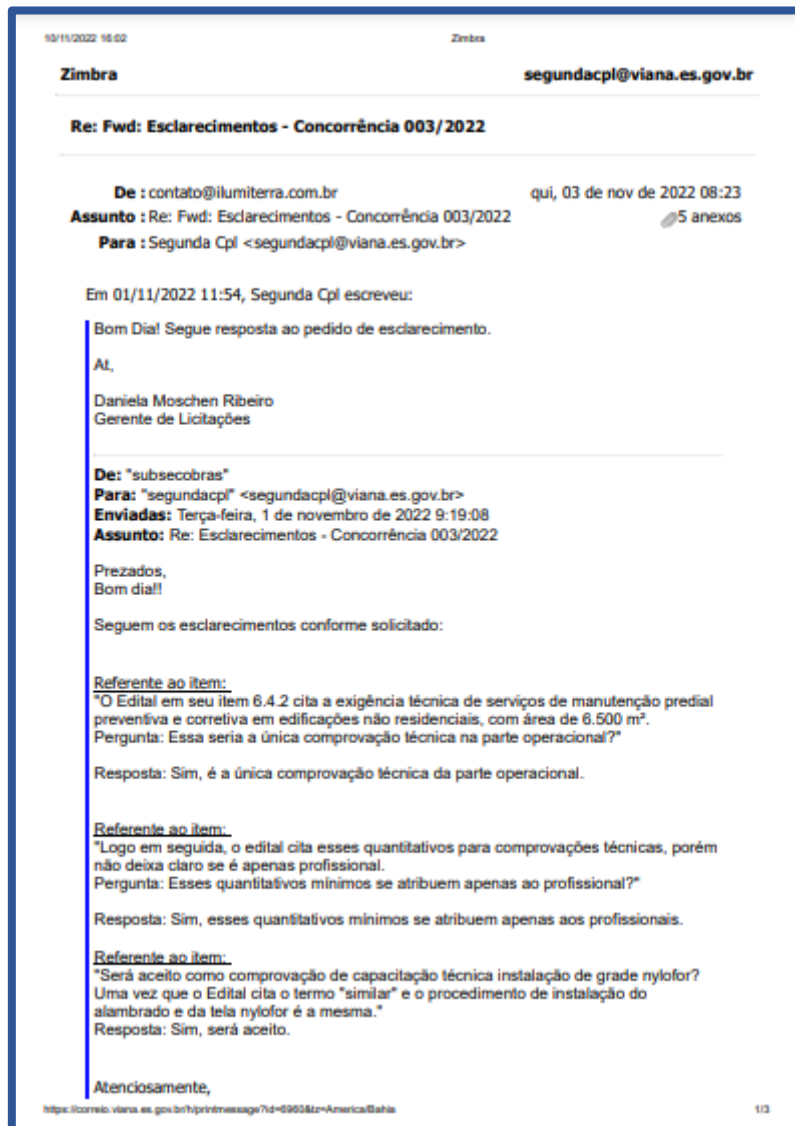 10/11/2022 16:02 Zimbra
Zimbra segundacpl@viana.es.gov.br
Re: Fwd: Esclarecimentos - Concorrência 003/2022
De : contato@ilumiterra.com.br qui, 03 de nov de 2022 08:23
Assunto : Re: Fwd: Esclarecimentos - Concorrência 003/2022 5 anexos
Para : Segunda Cpl <segundacpl@viana.es.gov.br>
Em 01/11/2022 11:54, Segunda Cpl escreveu:
Bom Dia! Segue resposta ao pedido de esclarecimento.
At,
Daniela Moschen Ribeiro
Gerente de Licitações
De: "subsecobras"
Para: "segundacpl" <segundacpl@viana.es.gov.br>
Enviadas: Terça-feira, 1 de novembro de 2022 9:19:08
Assunto: Re: Esclarecimentos - Concorrência 003/2022
Prezados,
Bom dia!!
Seguem os esclarecimentos conforme solicitado:
Referente ao item:
"O Edital em seu item 6.4.2 cita a exigência técnica de serviços de manutenção predial
preventiva e corretiva em edificações não residenciais, com área de 6.500 m².
Pergunta: Essa seria a única comprovação técnica na parte operacional?"
Resposta: Sim, é a única comprovação técnica da parte operacional.
Referente ao item:
"Logo em seguida, o edital cita esses quantitativos para comprovações técnicas, porém
não deixa claro se é apenas profissional.
Pergunta: Esses quantitativos mínimos se atribuem apenas ao profissional?"
Resposta: Sim, esses quantitativos mínimos se atribuem apenas aos profissionais.
Referente ao item:
"Será aceito como comprovação de capacitação técnica instalação de grade nylofor?
Uma vez que o Edital cita o termo "similar" e o procedimento de instalação do
alambrado e da tela nylofor é a mesma."
Resposta: Sim, será aceito.
Atenciosamente,
https://correio.viana.es.gov.br/h/printmessage?id=6960&tz=America/Bahia 1/3